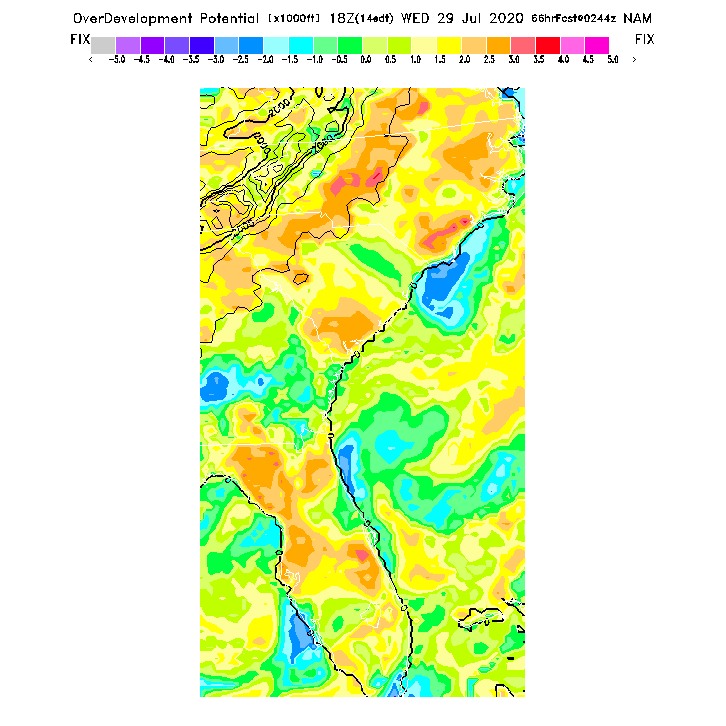 OverDevelopment Potential [x1000ft] 18Z(14edt) WED 29 Jul 2020 66hrFcst@0244z NAM
FIX FIX
< -5.0 -4.5 -4.0 -3.5 -3.0 -2.5 -2.0 -1.5 -1.0 -0.5 0.0 0.5 1.0 1.5 2.0 2.5 3.0 3.5 4.0 4.5 5.0 >
2000
2000